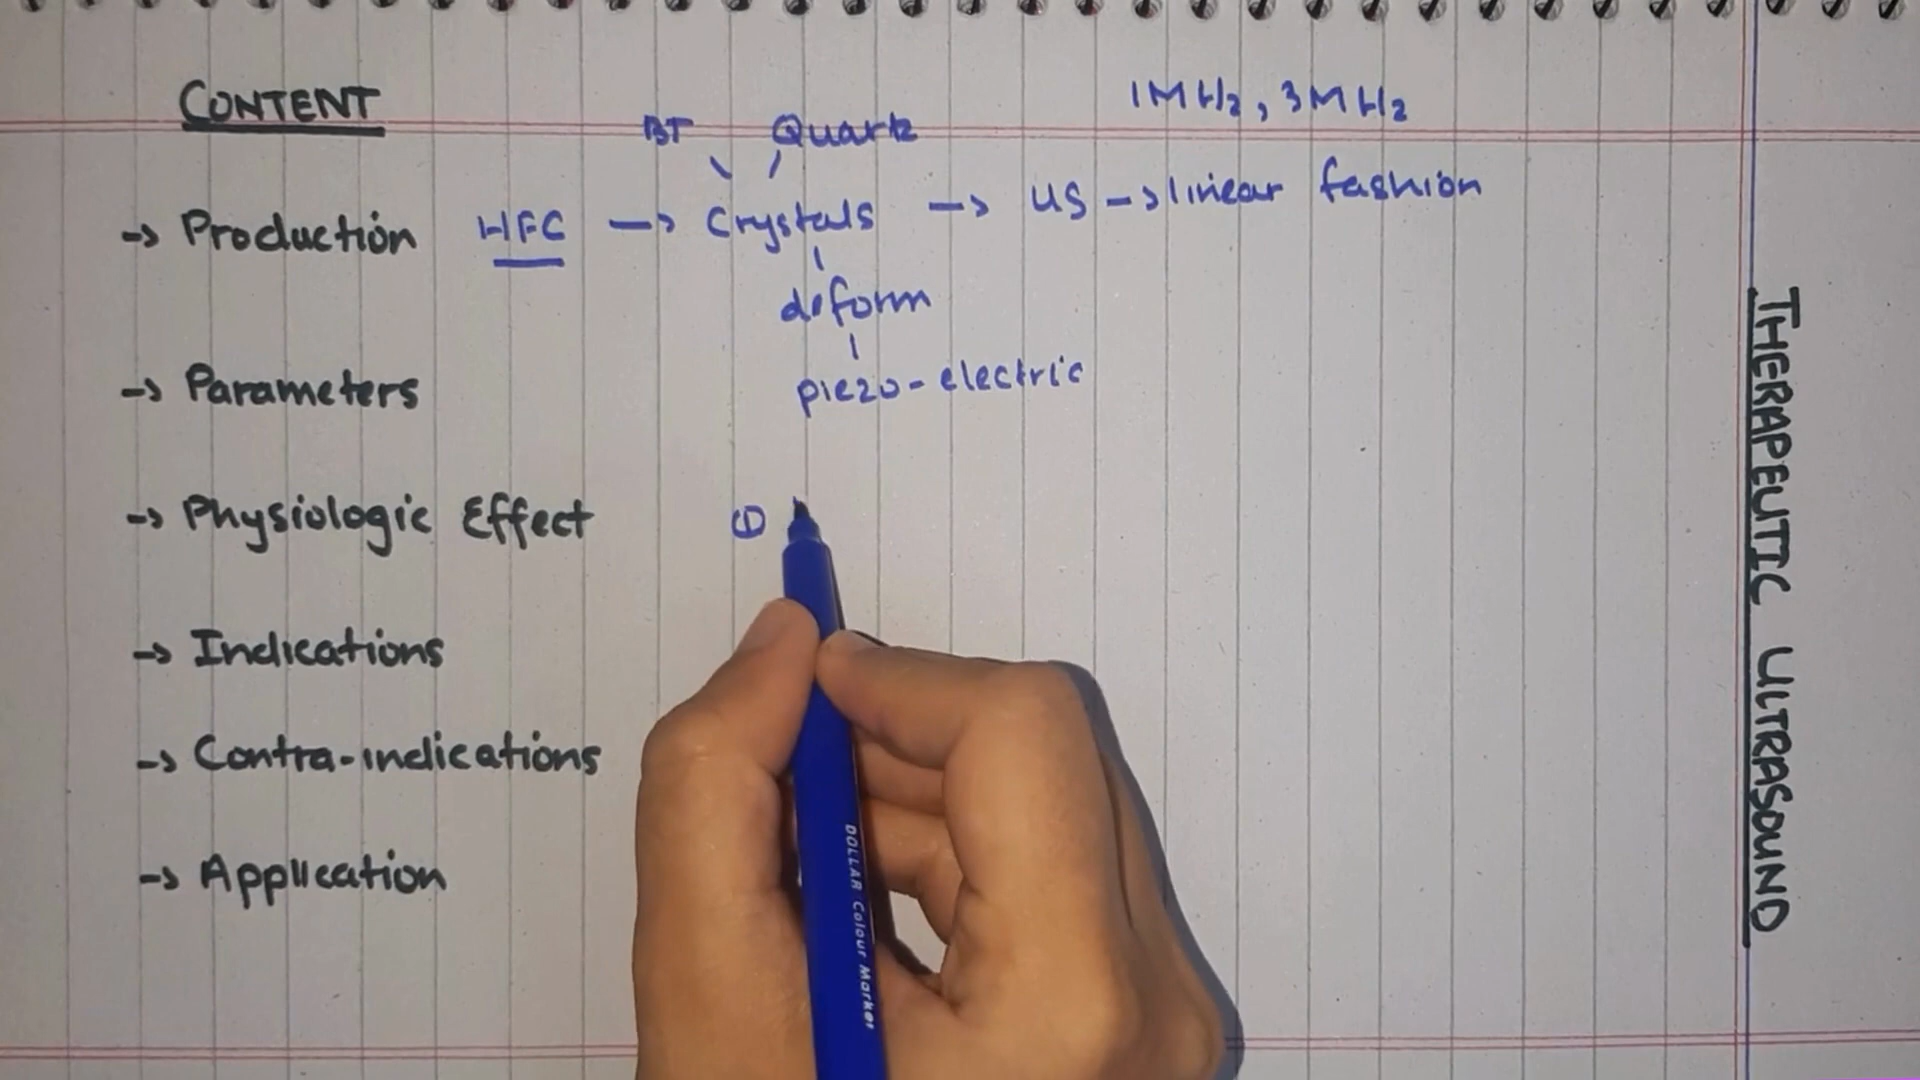 CONTENT
1MHz, 3MHz
BT Quartz
-> Production HFC -> Crystals -> US -> linear fashion
deform
-> Parameters
piezo-electric
-> Physiologic Effect ①
-> Indications
-> Contra-indications
-> Application
THERAPEUTIC ULTRASOUND
DOLLAR Colour Marker